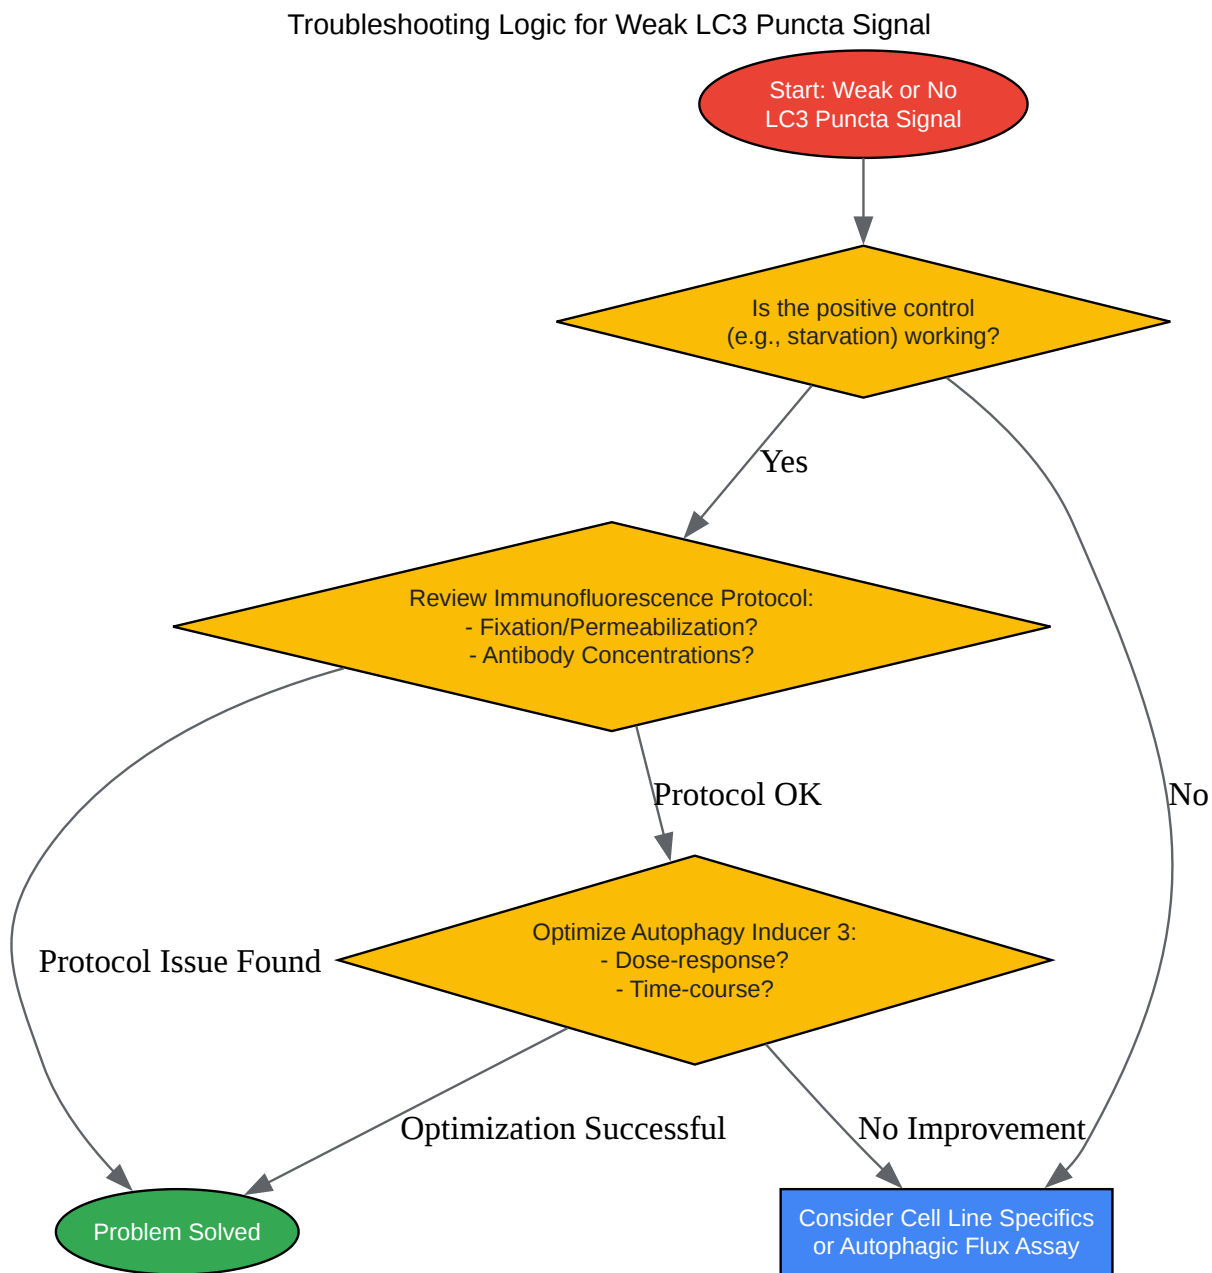 Troubleshooting Logic for Weak LC3 Puncta Signal
Start: Weak or No
LC3 Puncta Signal
Is the positive control
(e.g., starvation) working?
Yes
Review Immunofluorescence Protocol:
- Fixation/Permeabilization?
- Antibody Concentrations?
Protocol OK
No
Optimize Autophagy Inducer 3:
- Dose-response?
- Time-course?
Protocol Issue Found
Optimization Successful
No Improvement
Problem Solved
Consider Cell Line Specifics
or Autophagic Flux Assay